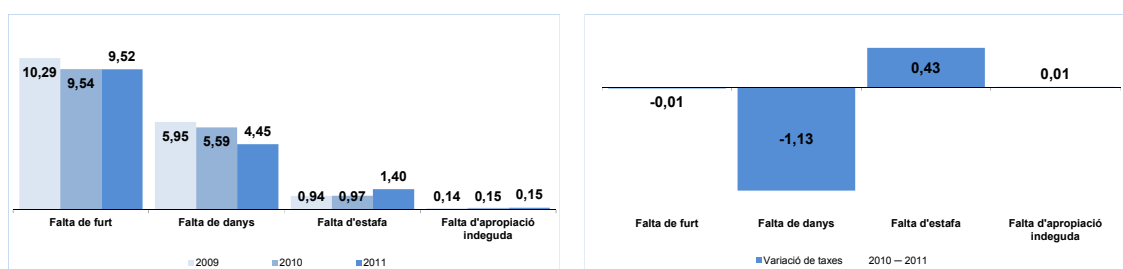 10,29
9,54
9,52
5,95
5,59
4,45
0,94
0,97
1,40
0,14
0,15
0,15
Falta de furt
Falta de danys
Falta d'estafa
Falta d'apropiació
indeguda
2009
2010
2011
-0,01
-1,13
0,43
0,01
Falta de furt
Falta de danys
Falta d'estafa
Falta d'apropiació
indeguda
Variació de taxes 2010 — 2011